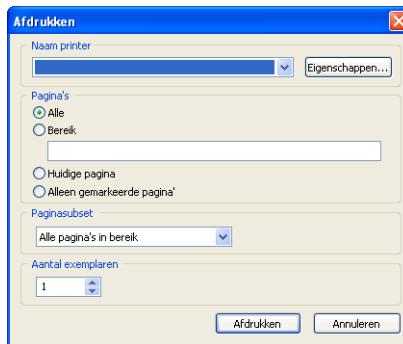 Afdrukken
Naam printer
Eigenschappen...
Pagina's
Alle
Bereik
Huidige pagina
Alleen gemarkeerde pagina'
Paginasubset
Alle pagina's in bereik
Aantal exemplaren
1
Afdrukken Annuleren